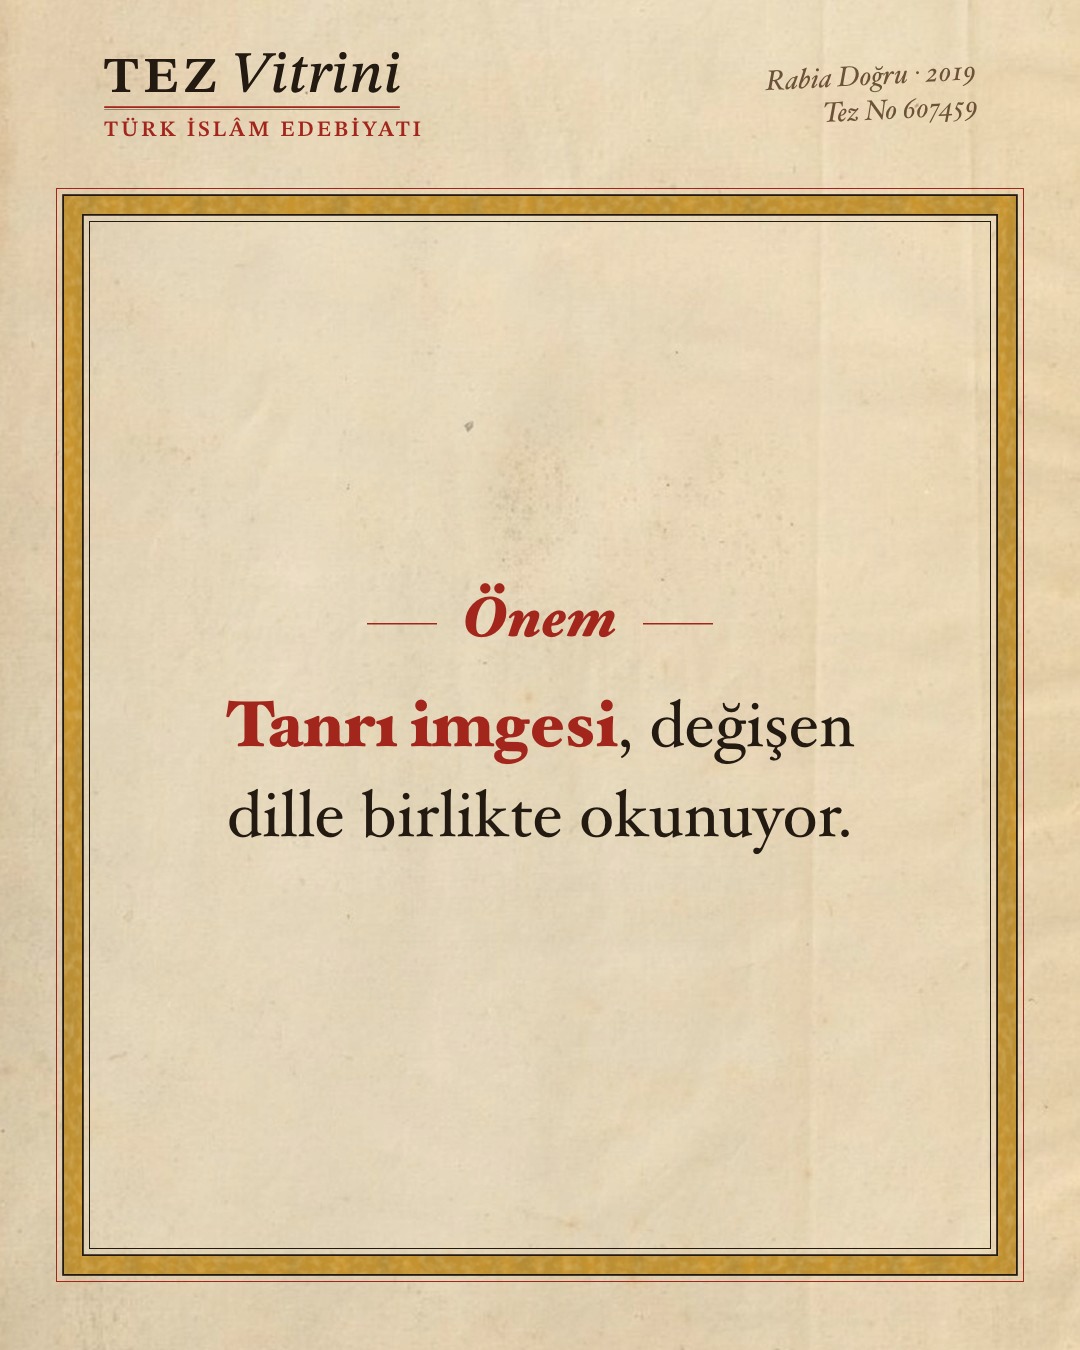 TEZ Vitrini
TÜRK İSLÂM EDEBİYATI
Rabia Doğru · 2019
Tez No 607459
Önem
Tanrı imgesi, değişen
dille birlikte okunuyor.